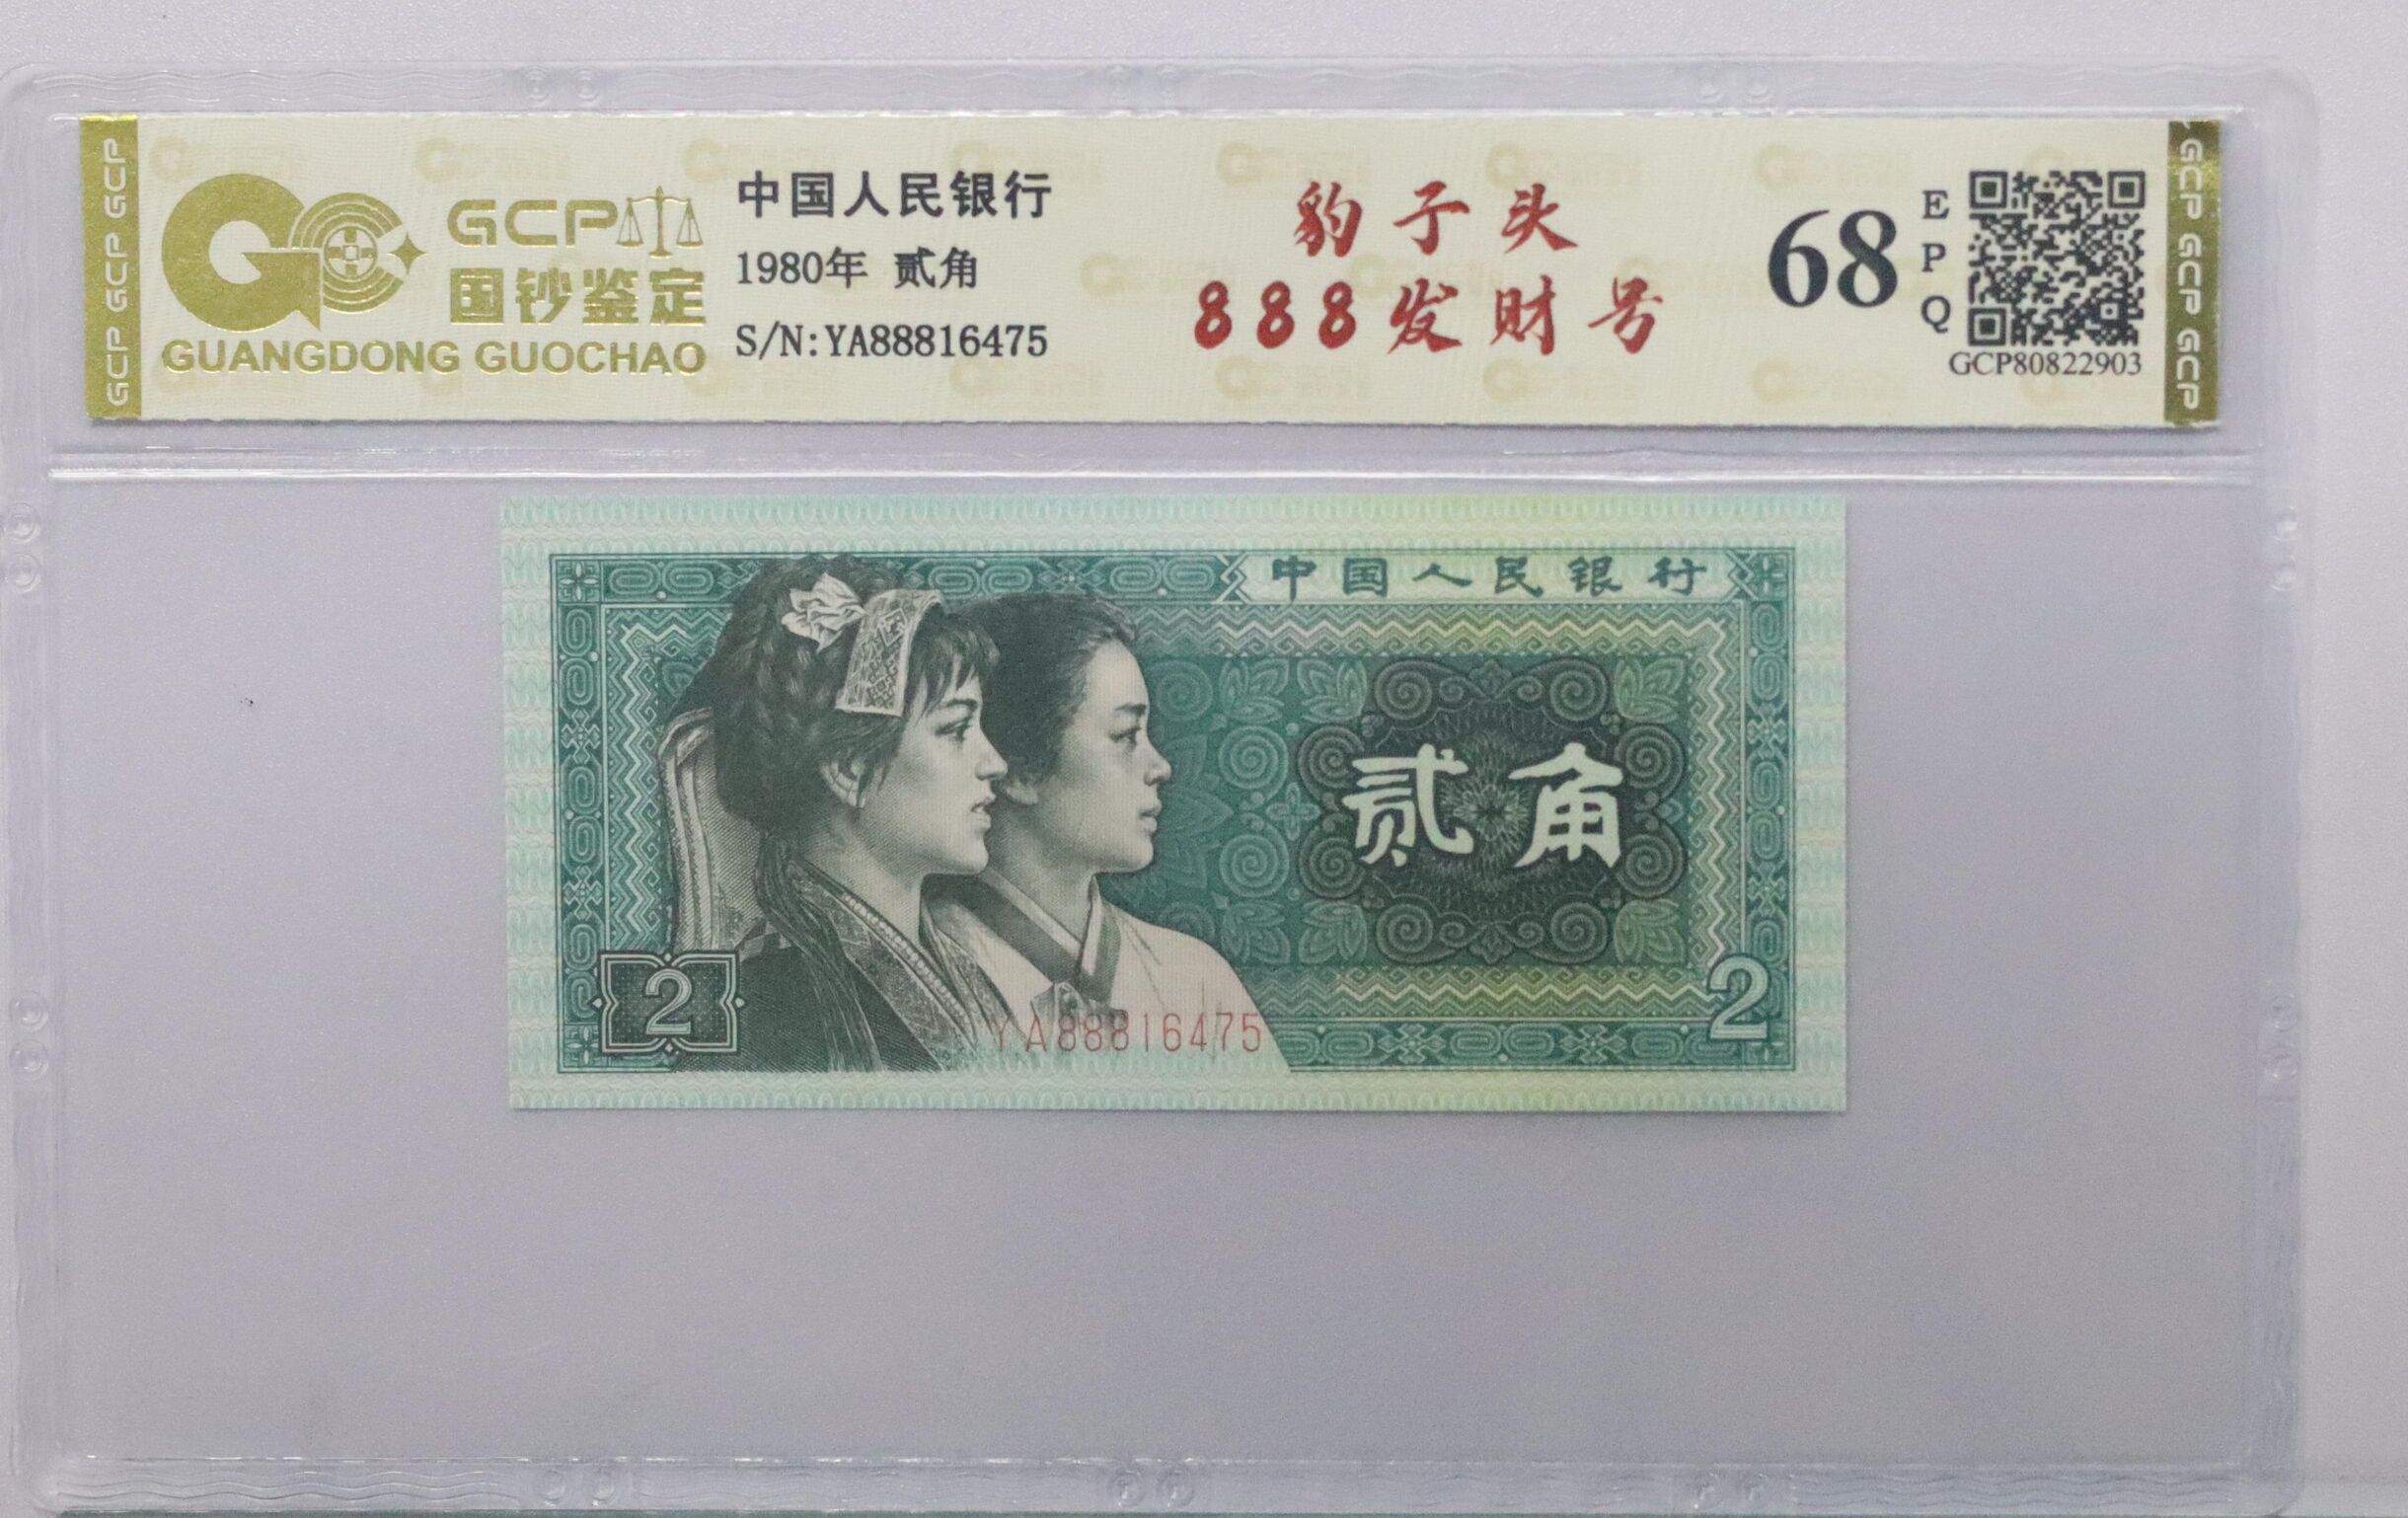 GCP GCP GCP
GCP
国钞鉴定
GUANGDONG GUOCHAO
中国人民银行
1980年 贰角
S/N:YA88816475
豹子头
888发财号
68
EPQ
GCP80822903
GCP GCP GCP
中国人民银行
贰角
2
YA88816475
2